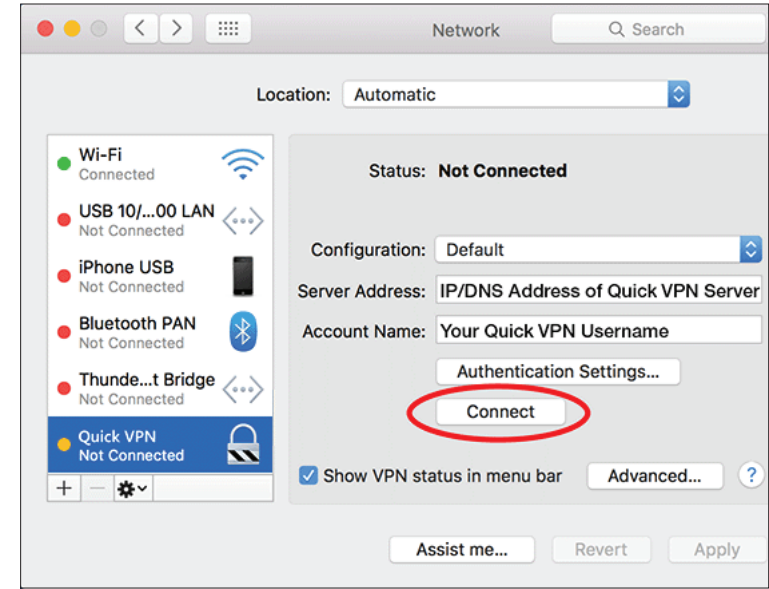 Network
Search
Location: Automatic
Wi-Fi
Connected
USB 10/...00 LAN
Not Connected
iPhone USB
Not Connected
Bluetooth PAN
Not Connected
Thunde...t Bridge
Not Connected
Quick VPN
Not Connected
Status: Not Connected
Configuration: Default
Server Address: IP/DNS Address of Quick VPN Server
Account Name: Your Quick VPN Username
Authentication Settings...
Connect
Show VPN status in menu bar
Advanced...
?
Assist me...
Revert
Apply